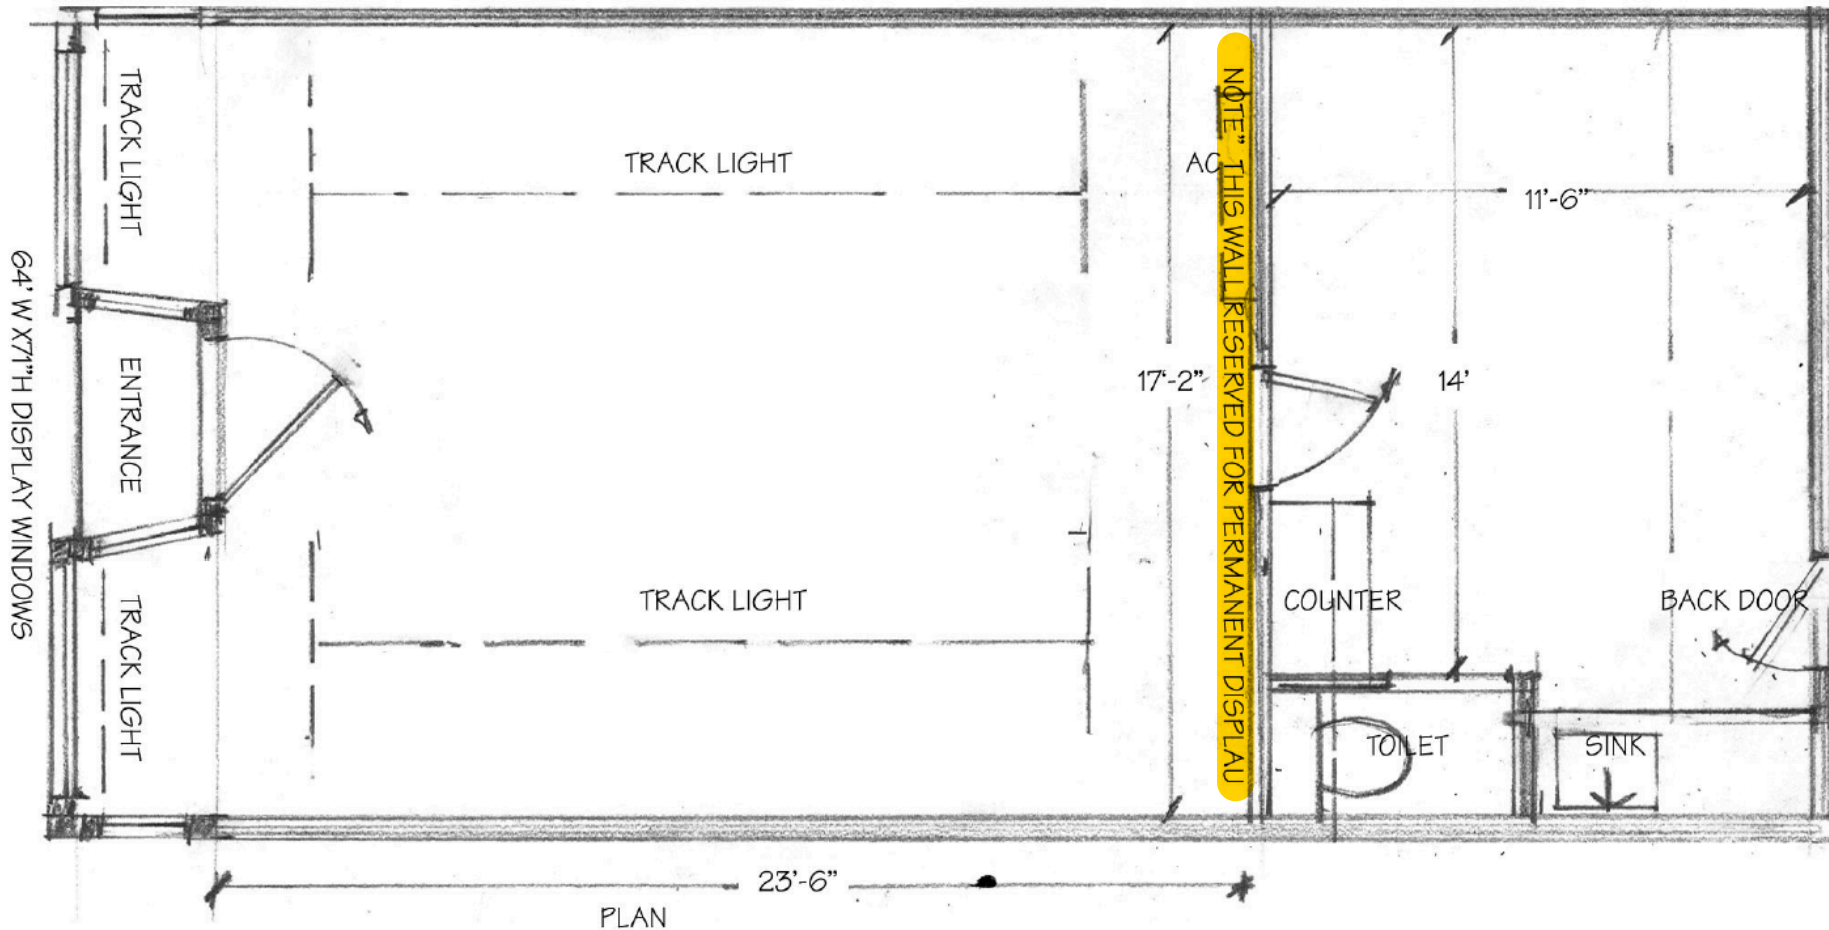 TRACK LIGHT
TRACK LIGHT
AC
11'-6"
NOTE" THIS WALL RESERVED FOR PERMANENT DISPLAU
64' W X71"H DISPLAY WINDOWS
ENTRANCE
17'-2"
14'
TRACK LIGHT
TRACK LIGHT
COUNTER
BACK DOOR
TOILET
SINK
23'-6"
PLAN